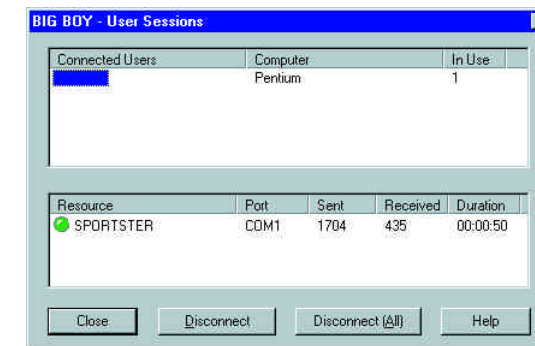 BIG BOY - User Sessions
Connected Users Computer In Use
Pentium 1
Resource Port Sent Received Duration
SPORTSTER COM1 1704 435 00:00:50
Close Disconnect Disconnect (All) Help